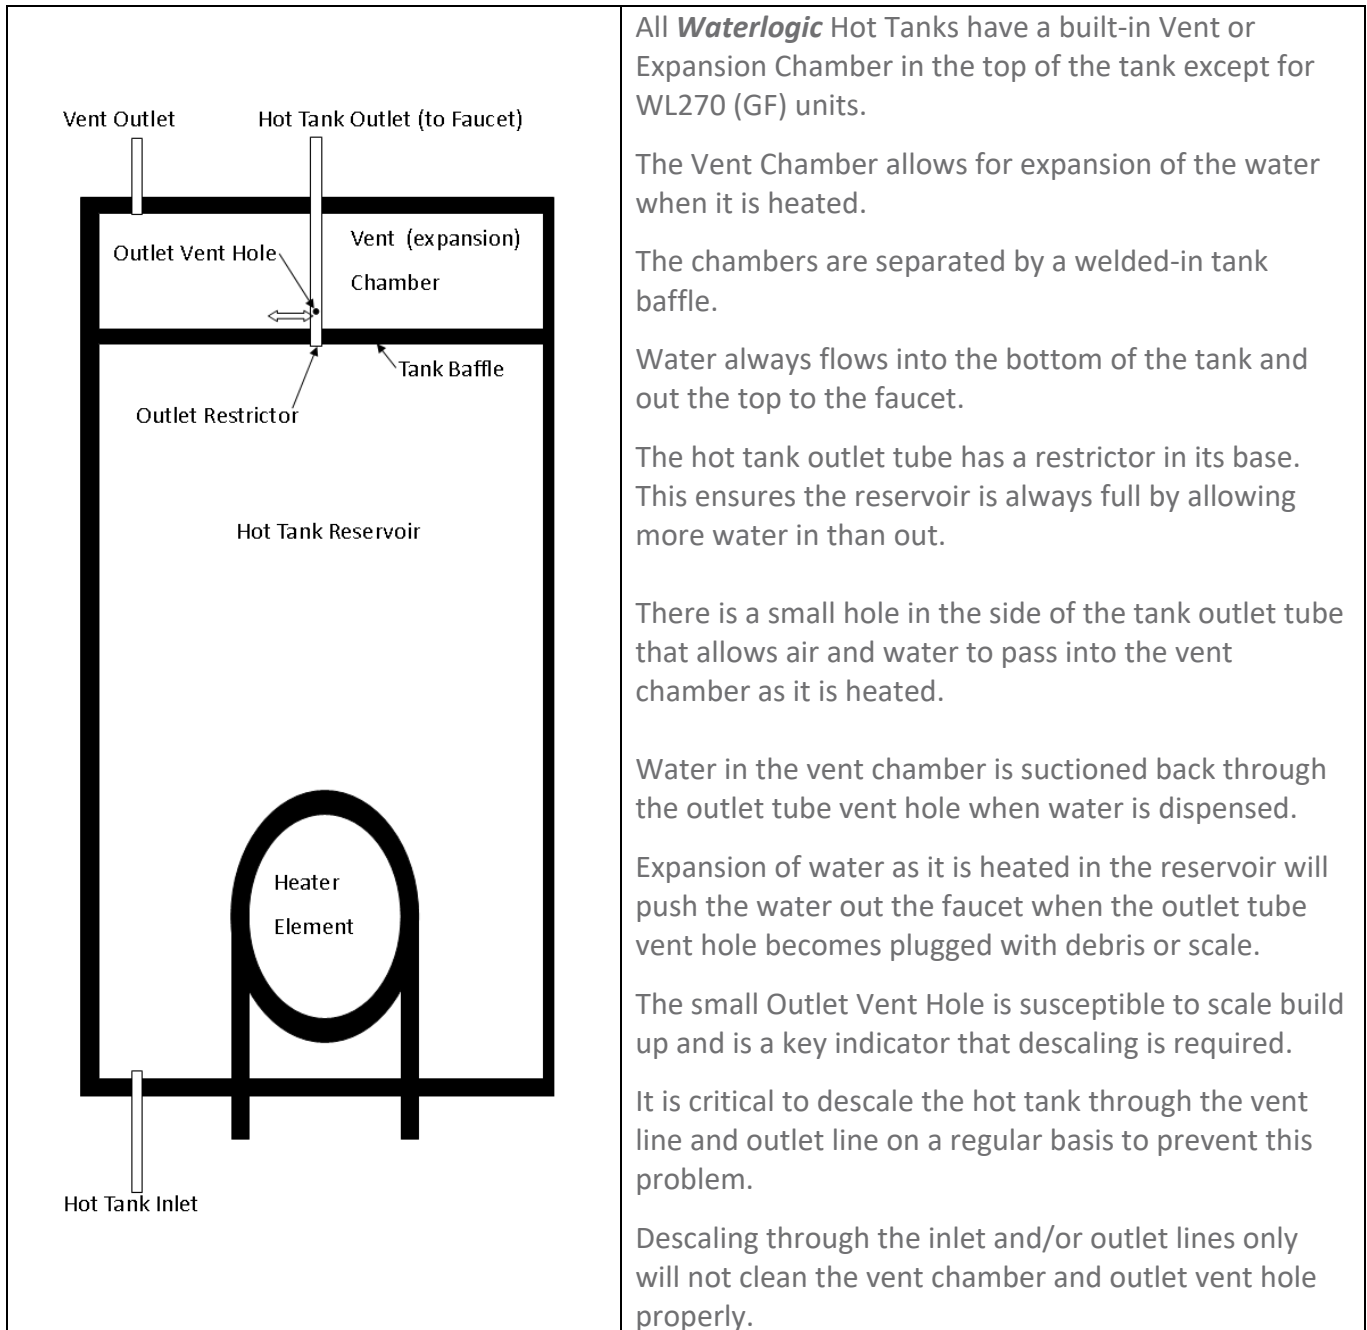 Vent Outlet
Hot Tank Outlet (to Faucet)
Outlet Vent Hole
Vent (expansion)
Chamber
Tank Baffle
Outlet Restrictor
Hot Tank Reservoir
Heater
Element
Hot Tank Inlet
All Waterlogic Hot Tanks have a built-in Vent or
Expansion Chamber in the top of the tank except for
WL270 (GF) units.
The Vent Chamber allows for expansion of the water
when it is heated.
The chambers are separated by a welded-in tank
baffle.
Water always flows into the bottom of the tank and
out the top to the faucet.
The hot tank outlet tube has a restrictor in its base.
This ensures the reservoir is always full by allowing
more water in than out.
There is a small hole in the side of the tank outlet tube
that allows air and water to pass into the vent
chamber as it is heated.
Water in the vent chamber is suctioned back through
the outlet tube vent hole when water is dispensed.
Expansion of water as it is heated in the reservoir will
push the water out the faucet when the outlet tube
vent hole becomes plugged with debris or scale.
The small Outlet Vent Hole is susceptible to scale build
up and is a key indicator that descaling is required.
It is critical to descale the hot tank through the vent
line and outlet line on a regular basis to prevent this
problem.
Descaling through the inlet and/or outlet lines only
will not clean the vent chamber and outlet vent hole
properly.